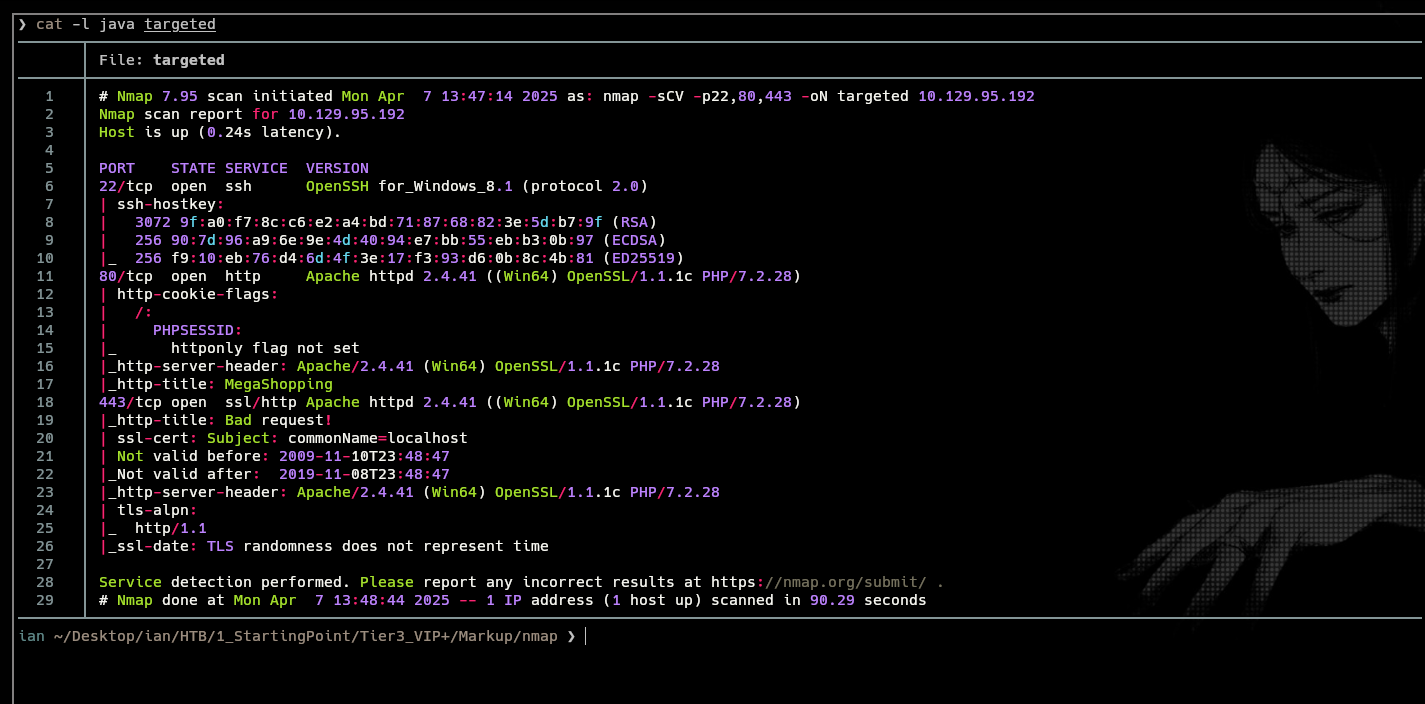 ❯ cat -l java targeted
File: targeted
1 # Nmap 7.95 scan initiated Mon Apr  7 13:47:14 2025 as: nmap -sCV -p22,80,443 -oN targeted 10.129.95.192
2 Nmap scan report for 10.129.95.192
3 Host is up (0.24s latency).
4
5 PORT    STATE SERVICE  VERSION
6 22/tcp  open  ssh      OpenSSH for_Windows_8.1 (protocol 2.0)
7 | ssh-hostkey:
8 |   3072 9f:a0:f7:8c:c6:e2:a4:bd:71:87:68:82:3e:5d:b7:9f (RSA)
9 |   256 90:7d:96:a9:6e:9e:4d:40:94:e7:bb:55:eb:b3:0b:97 (ECDSA)
10 |_  256 f9:10:eb:76:d4:6d:4f:3e:17:f3:93:d6:0b:8c:4b:81 (ED25519)
11 80/tcp  open  http     Apache httpd 2.4.41 ((Win64) OpenSSL/1.1.1c PHP/7.2.28)
12 | http-cookie-flags:
13 |   /:
14 |     PHPSESSID:
15 |_      httponly flag not set
16 |_http-server-header: Apache/2.4.41 (Win64) OpenSSL/1.1.1c PHP/7.2.28
17 |_http-title: MegaShopping
18 443/tcp open  ssl/http Apache httpd 2.4.41 ((Win64) OpenSSL/1.1.1c PHP/7.2.28)
19 |_http-title: Bad request!
20 | ssl-cert: Subject: commonName=localhost
21 | Not valid before: 2009-11-10T23:48:47
22 |_Not valid after:  2019-11-08T23:48:47
23 |_http-server-header: Apache/2.4.41 (Win64) OpenSSL/1.1.1c PHP/7.2.28
24 | tls-alpn:
25 |_  http/1.1
26 |_ssl-date: TLS randomness does not represent time
27
28 Service detection performed. Please report any incorrect results at https://nmap.org/submit/ .
29 # Nmap done at Mon Apr  7 13:48:44 2025 -- 1 IP address (1 host up) scanned in 90.29 seconds
ian ~/Desktop/ian/HTB/1_StartingPoint/Tier3_VIP+/Markup/nmap ❯